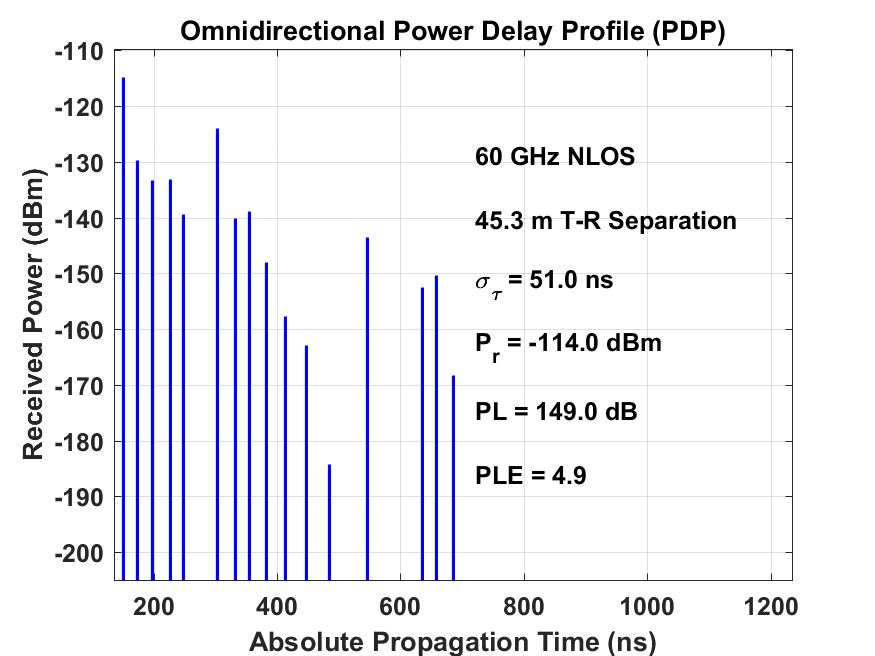 Omnidirectional Power Delay Profile (PDP)
Received Power (dBm)
-110
-120
-130
-140
-150
-160
-170
-180
-190
-200
60 GHz NLOS
45.3 m T-R Separation
σ_τ = 51.0 ns
P_r = -114.0 dBm
PL = 149.0 dB
PLE = 4.9
200 400 600 800 1000 1200
Absolute Propagation Time (ns)